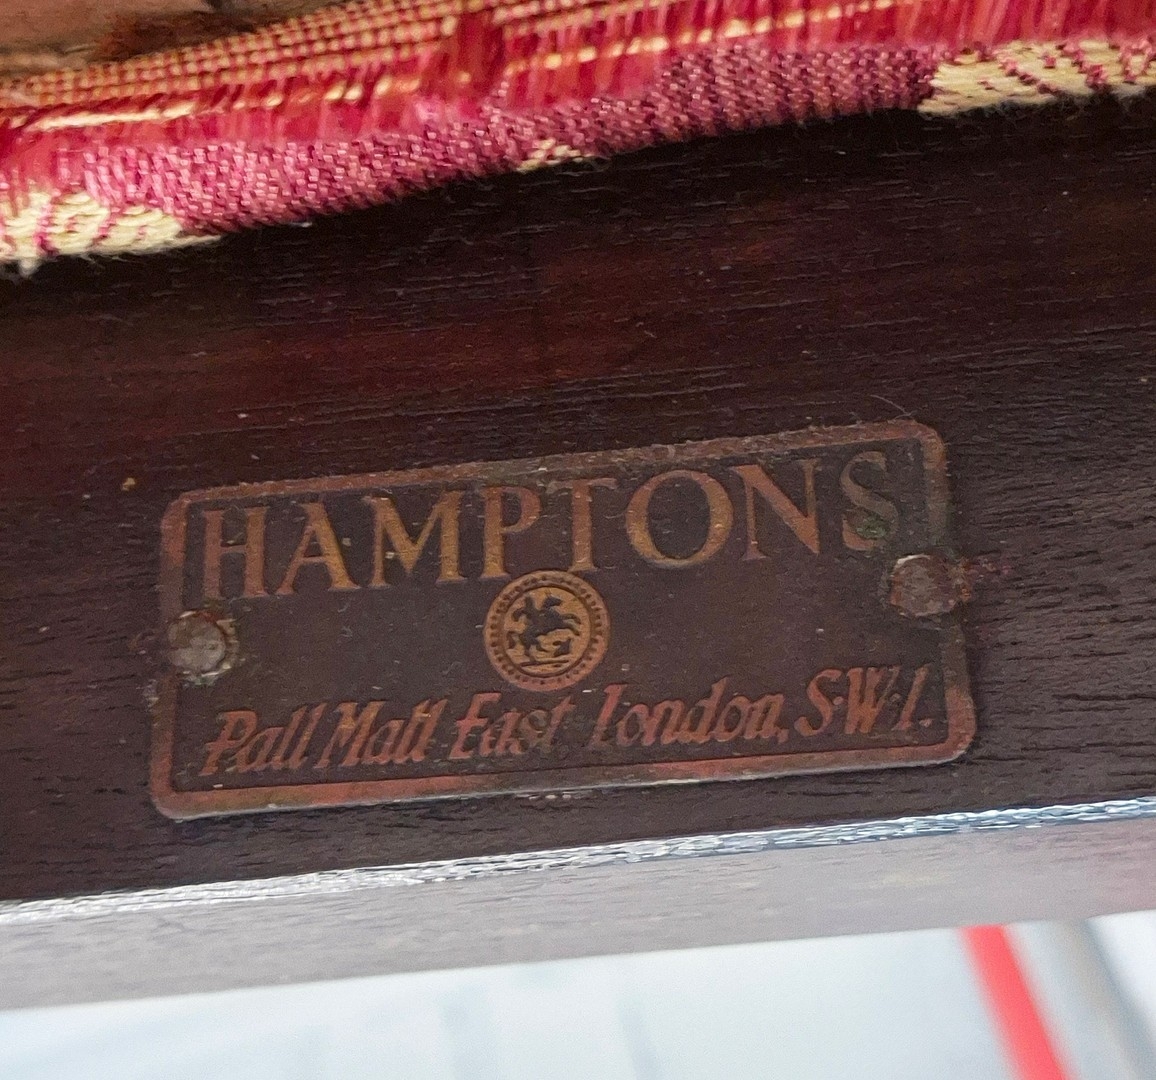 HAMPTONS
Pall Mall East London, S·W·1.